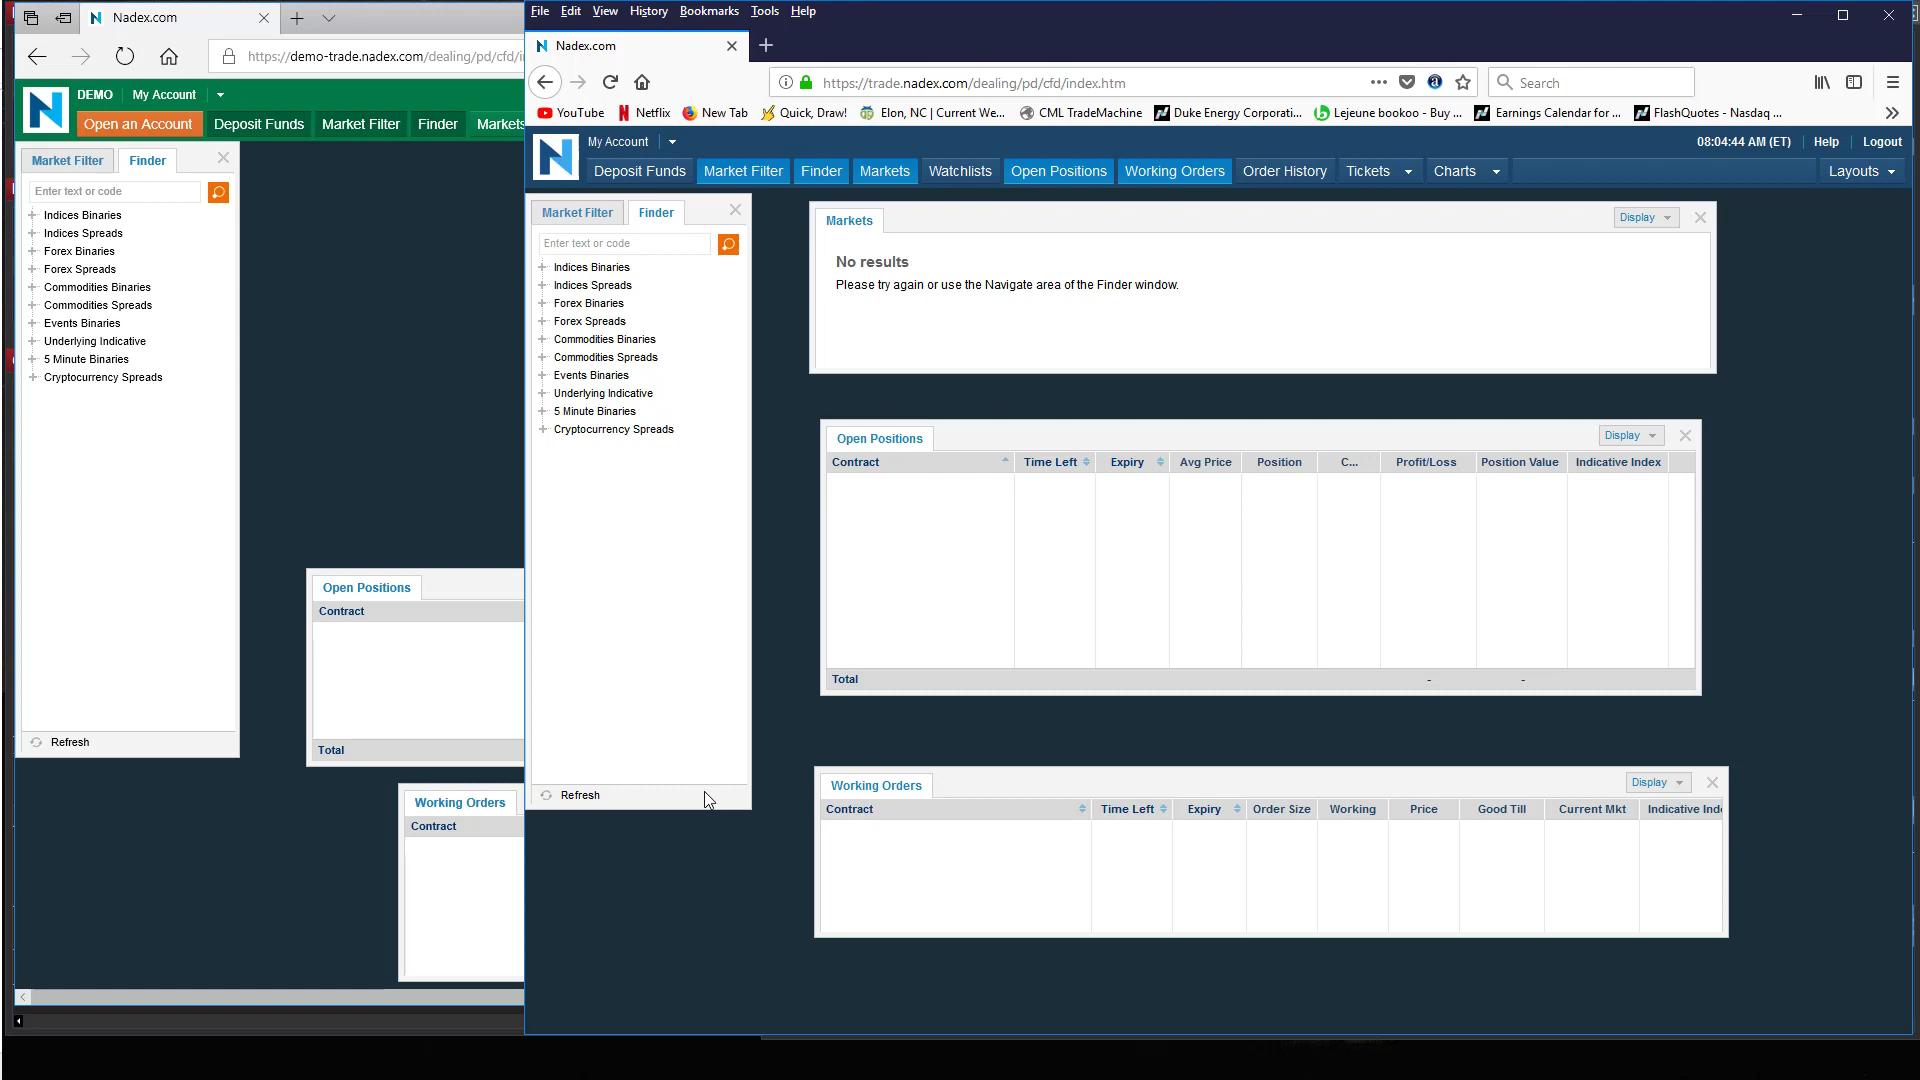 Nadex.com
https://demo-trade.nadex.com/dealing/pd/cfd/i
DEMO My Account
Open an Account Deposit Funds Market Filter Finder Markets
Market Filter Finder
Enter text or code
Indices Binaries
Indices Spreads
Forex Binaries
Forex Spreads
Commodities Binaries
Commodities Spreads
Events Binaries
Underlying Indicative
5 Minute Binaries
Cryptocurrency Spreads
Refresh
Open Positions
Contract
Total
Working Orders
Contract
File Edit View History Bookmarks Tools Help
Nadex.com
https://trade.nadex.com/dealing/pd/cfd/index.htm
Search
YouTube Netflix New Tab Quick, Draw! Elon, NC | Current We... CML TradeMachine Duke Energy Corporati... Lejeune bookoo - Buy ... Earnings Calendar for ... FlashQuotes - Nasdaq ...
My Account 08:04:44 AM (ET) Help Logout
Deposit Funds Market Filter Finder Markets Watchlists Open Positions Working Orders Order History Tickets Charts Layouts
Market Filter Finder
Enter text or code
Indices Binaries
Indices Spreads
Forex Binaries
Forex Spreads
Commodities Binaries
Commodities Spreads
Events Binaries
Underlying Indicative
5 Minute Binaries
Cryptocurrency Spreads
Refresh
Markets Display
No results
Please try again or use the Navigate area of the Finder window.
Open Positions Display
Contract Time Left Expiry Avg Price Position C... Profit/Loss Position Value Indicative Index
Total - -
Working Orders Display
Contract Time Left Expiry Order Size Working Price Good Till Current Mkt Indicative Inde